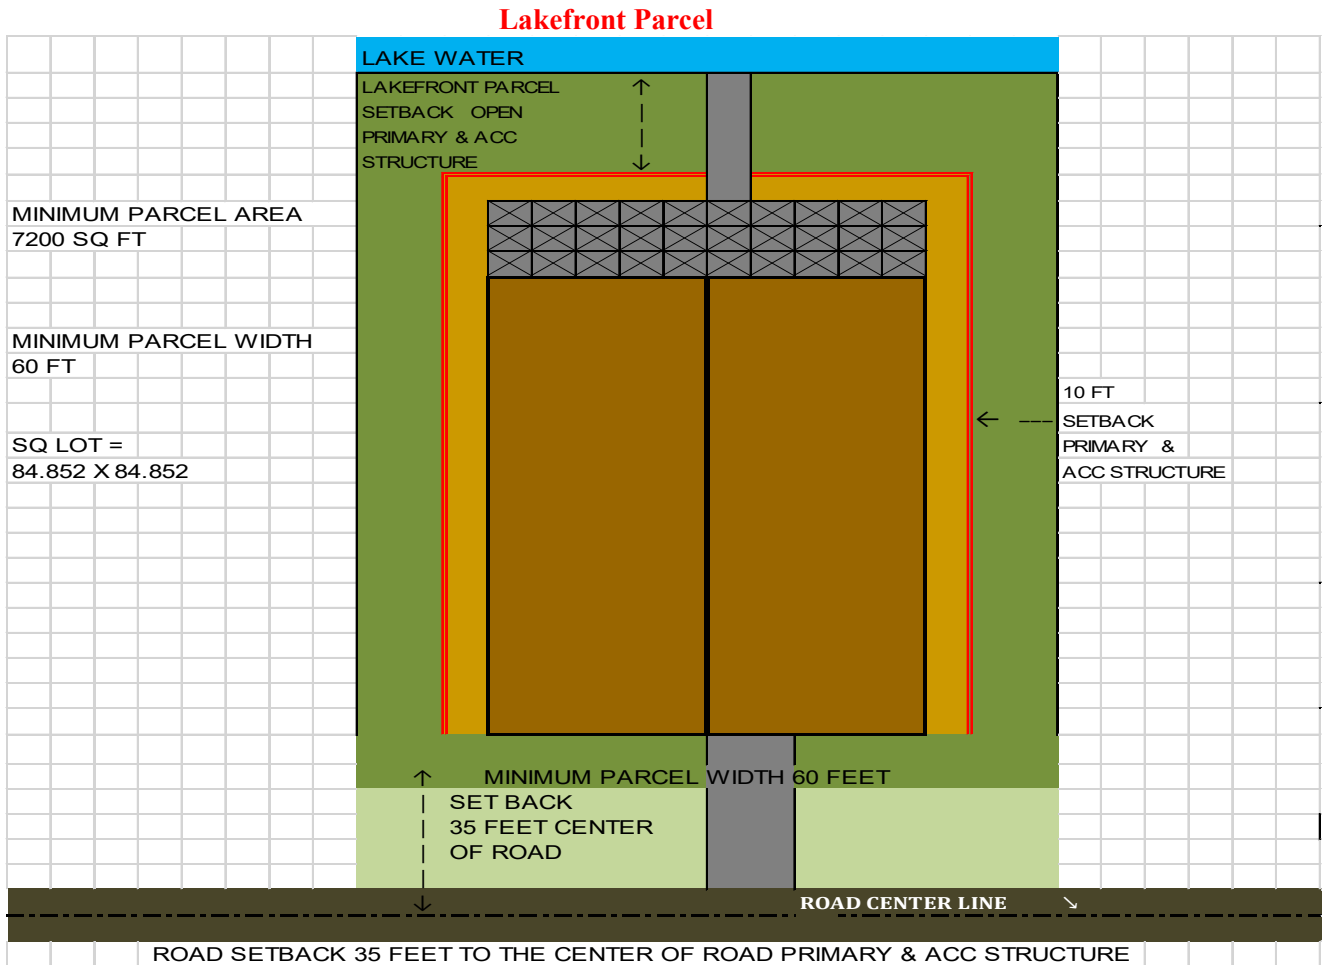 Lakefront Parcel
LAKE WATER
LAKEFRONT PARCEL
SETBACK OPEN
PRIMARY & ACC
STRUCTURE
MINIMUM PARCEL AREA
7200 SQ FT
MINIMUM PARCEL WIDTH
60 FT
SQ LOT =
84.852 X 84.852
10 FT
SETBACK
PRIMARY &
ACC STRUCTURE
MINIMUM PARCEL WIDTH 60 FEET
SET BACK
35 FEET CENTER
OF ROAD
ROAD CENTER LINE
ROAD SETBACK 35 FEET TO THE CENTER OF ROAD PRIMARY & ACC STRUCTURE